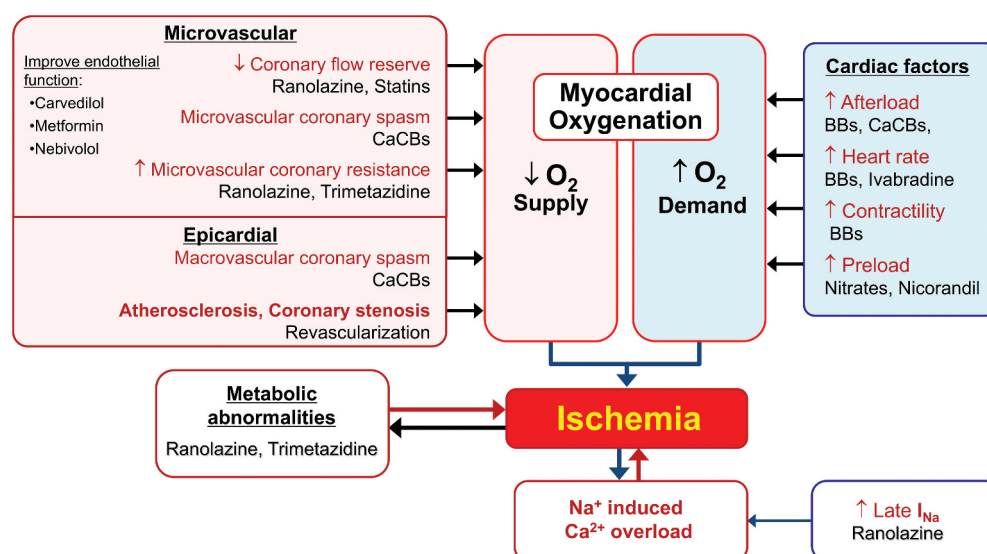 Microvascular
Improve endothelial
function:
•Carvedilol
•Metformin
•Nebivolol
↓ Coronary flow reserve
Ranolazine, Statins
Microvascular coronary spasm
CaCBs
↑ Microvascular coronary resistance
Ranolazine, Trimetazidine
Epicardial
Macrovascular coronary spasm
CaCBs
Atherosclerosis, Coronary stenosis
Revascularization
Myocardial
Oxygenation
↓ O₂
Supply
↑ O₂
Demand
Cardiac factors
↑ Afterload
BBs, CaCBs,
↑ Heart rate
BBs, Ivabradine
↑ Contractility
BBs
↑ Preload
Nitrates, Nicorandil
Metabolic
abnormalities
Ranolazine, Trimetazidine
Ischemia
Na⁺ induced
Ca²⁺ overload
↑ Late I_Na
Ranolazine